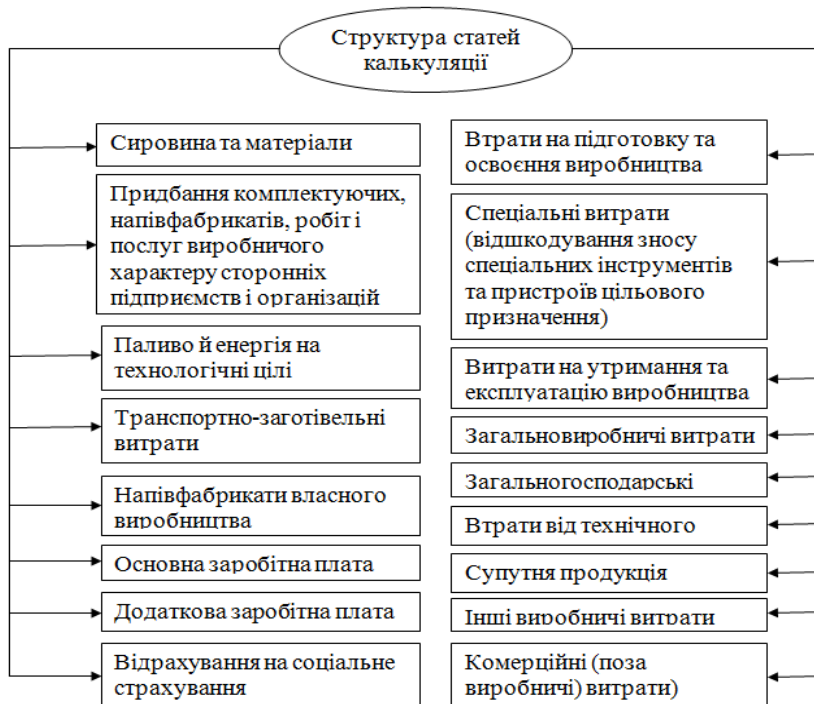 Структура статей
калькуляції
Сировина та матеріали
Придбання комплектуючих,
напівфабрикатів, робіт і
послуг виробничого
характеру сторонніх
підприємств і організацій
Паливо й енергія на
технологічні цілі
Транспортно-заготівельні
витрати
Напівфабрикати власного
виробництва
Основна заробітна плата
Додаткова заробітна плата
Відрахування на соціальне
страхування
Втрати на підготовку та
освоєння виробництва
Спеціальні витрати
(відшкодування зносу
спеціальних інструментів
та пристроїв цільового
призначення)
Витрати на утримання та
експлуатацію виробництва
Загальновиробничі витрати
Загальногосподарські
Втрати від технічного
Супутня продукція
Інші виробничі витрати
Комерційні (поза
виробничі) витрати)